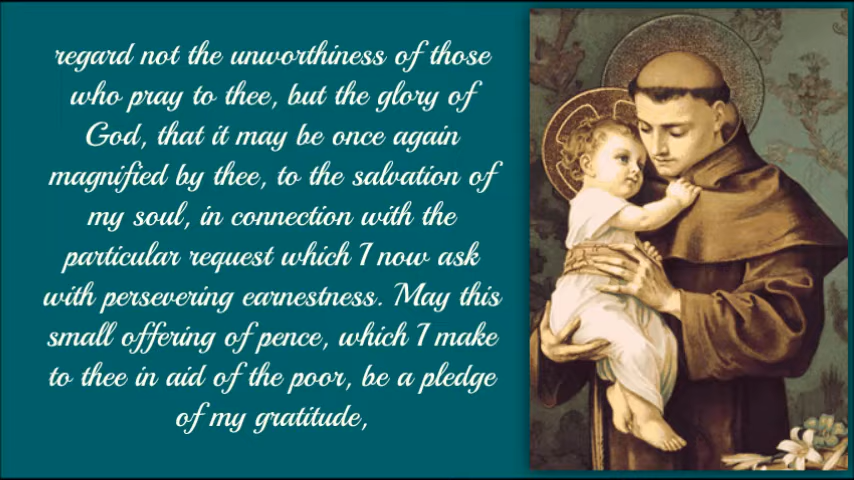 regard not the unworthiness of those
who pray to thee, but the glory of
God, that it may be once again
magnified by thee, to the salvation of
my soul, in connection with the
particular request which I now ask
with persevering earnestness. May this
small offering of pence, which I make
to thee in aid of the poor, be a pledge
of my gratitude,